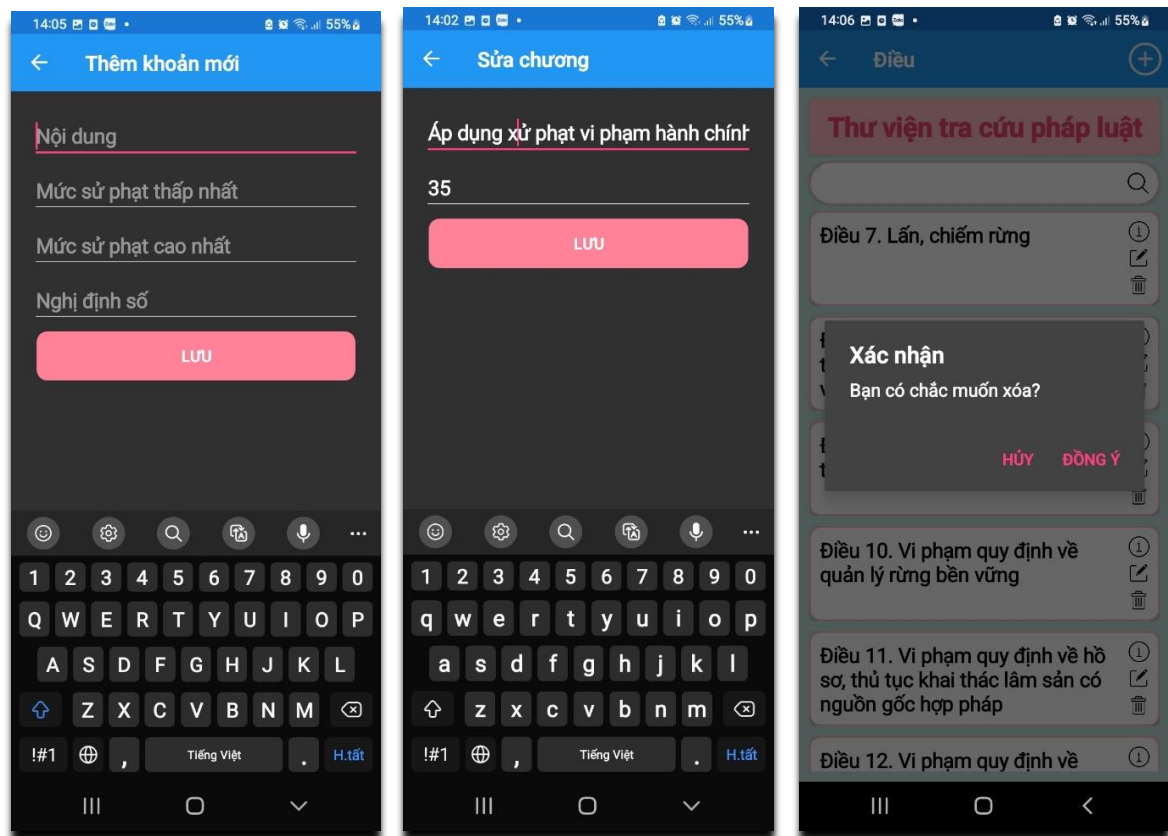 14:05
55%
Thêm khoản mới
Nội dung
Mức sử phạt thấp nhất
Mức sử phạt cao nhất
Nghị định số
LƯU
1 2 3 4 5 6 7 8 9 0
Q W E R T Y U I O P
A S D F G H J K L
Z X C V B N M
!#1 , Tiếng Việt . H.tất
14:02
55%
Sửa chương
Áp dụng xử phạt vi phạm hành chính
35
LƯU
1 2 3 4 5 6 7 8 9 0
q w e r t y u i o p
a s d f g h j k l
z x c v b n m
!#1 , Tiếng Việt . H.tất
14:06
55%
Điều
Thư viện tra cứu pháp luật
Điều 7. Lấn, chiếm rừng
Xác nhận
Bạn có chắc muốn xóa?
HỦY ĐỒNG Ý
Điều 10. Vi phạm quy định về
quản lý rừng bền vững
Điều 11. Vi phạm quy định về hồ
sơ, thủ tục khai thác lâm sản có
nguồn gốc hợp pháp
Điều 12. Vi phạm quy định về